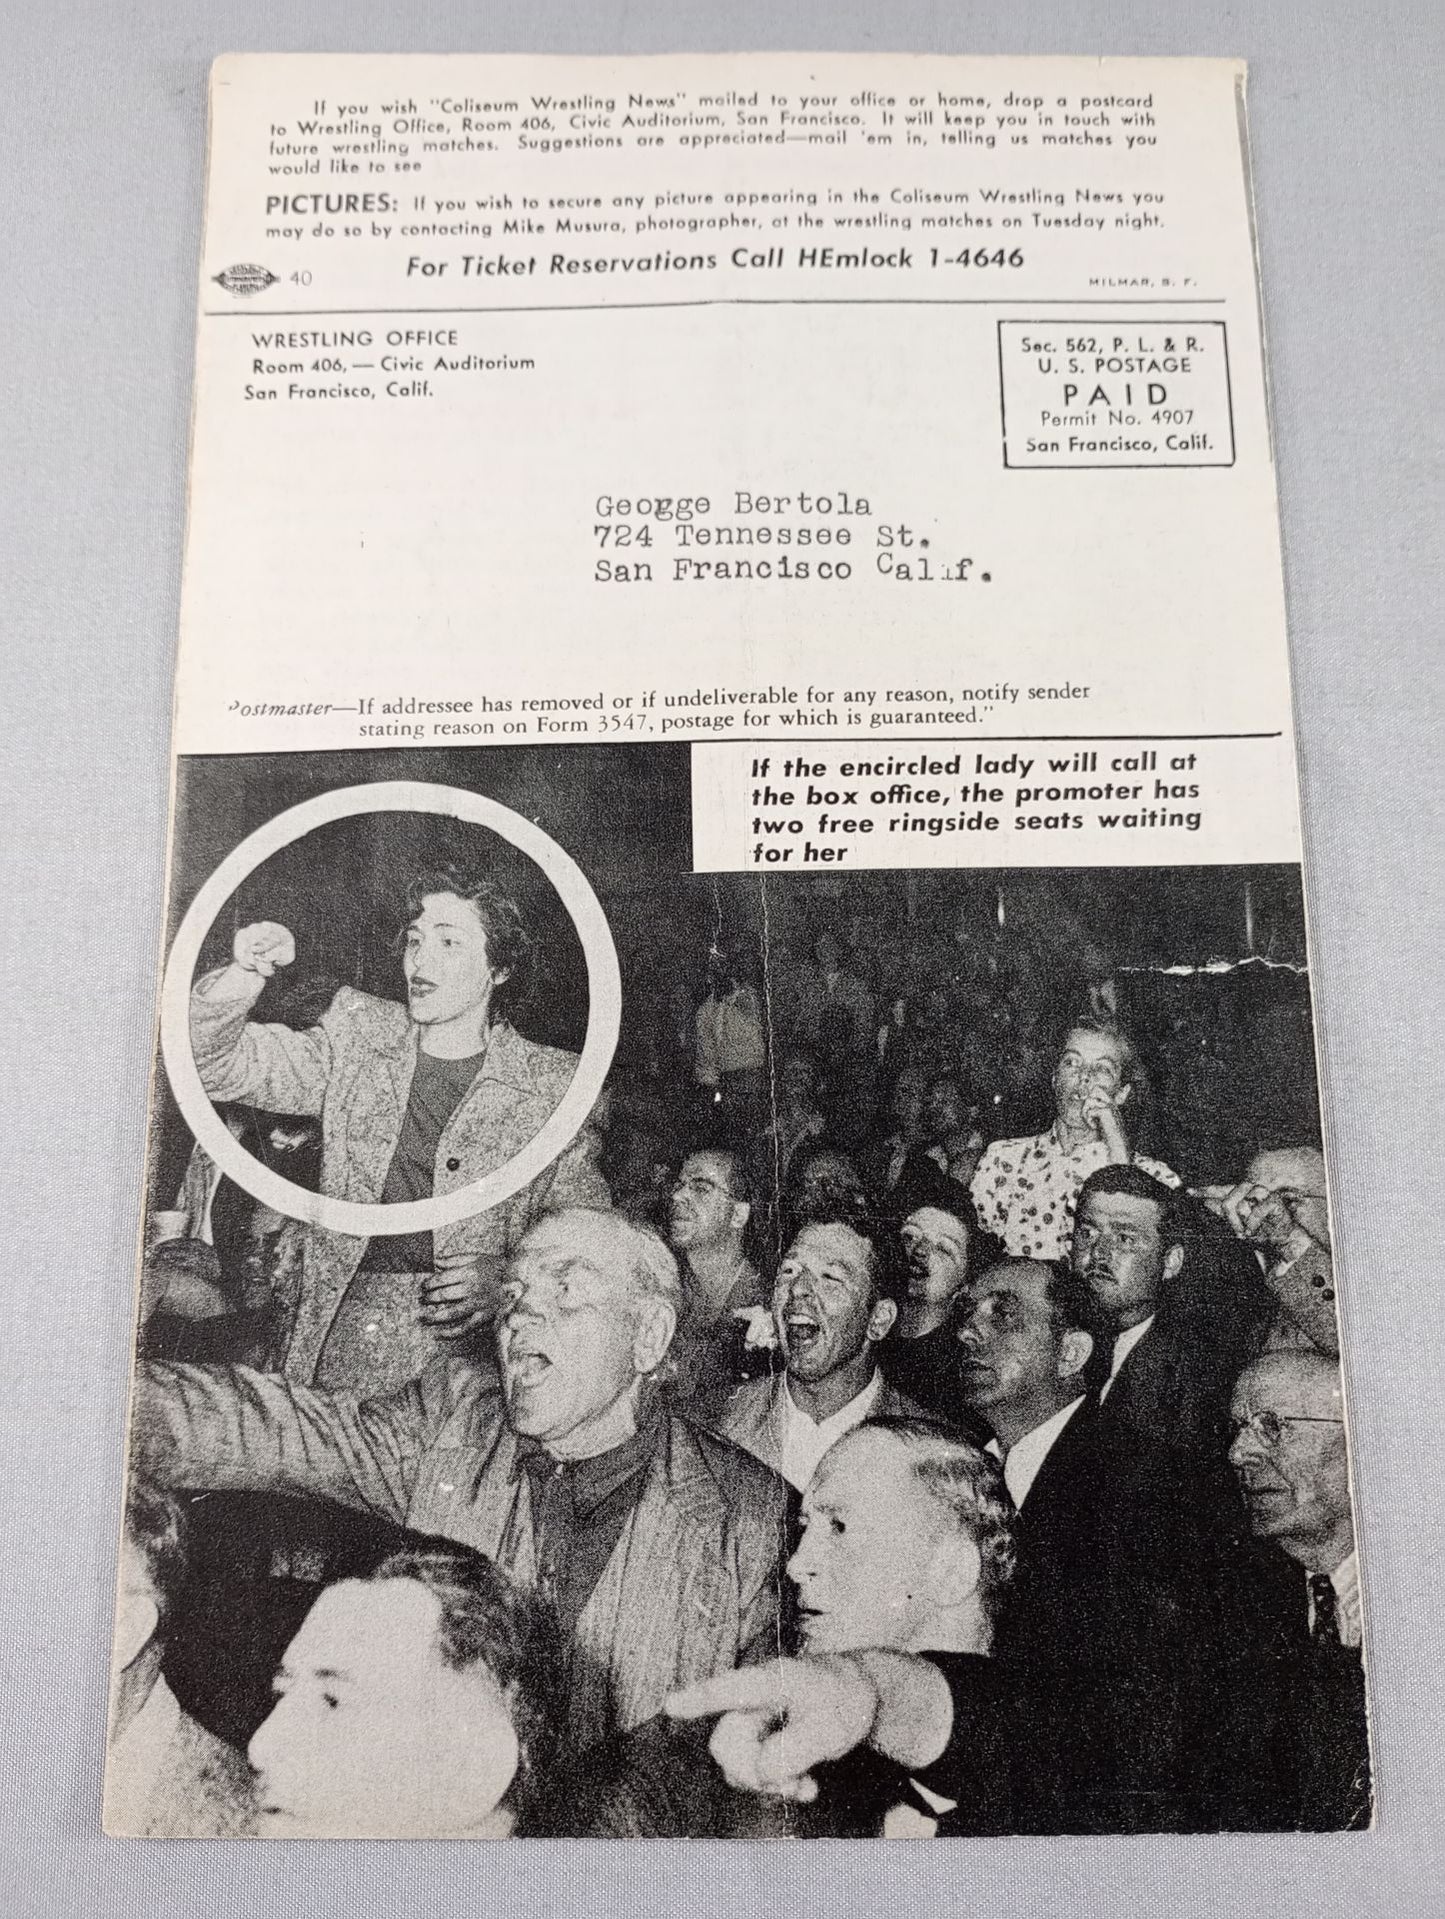 If you wish "Coliseum Wrestling News" mailed to your office or home, drop a postcard
to Wrestling Office, Room 406, Civic Auditorium, San Francisco. It will keep you in touch with
future wrestling matches. Suggestions are appreciated—mail 'em in, telling us matches you
would like to see
PICTURES: If you wish to secure any picture appearing in the Coliseum Wrestling News you
may do so by contacting Mike Musura, photographer, at the wrestling matches on Tuesday night.
For Ticket Reservations Call HEmlock 1-4646
40
MILMAR, S. F.
WRESTLING OFFICE
Room 406, — Civic Auditorium
San Francisco, Calif.
Sec. 562, P. L. & R.
U. S. POSTAGE
PAID
Permit No. 4907
San Francisco, Calif.
Geogge Bertola
724 Tennessee St.
San Francisco Calif.
Postmaster—If addressee has removed or if undeliverable for any reason, notify sender
stating reason on Form 3547, postage for which is guaranteed."
If the encircled lady will call at
the box office, the promoter has
two free ringside seats waiting
for her